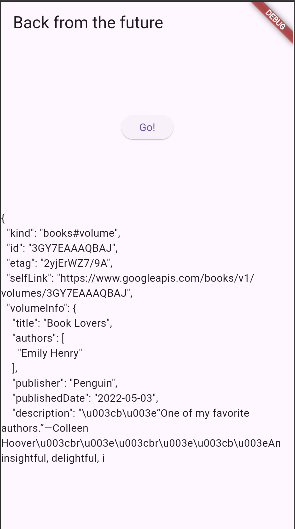 Back from the future
DEBUG
Go!
{
"kind": "books#volume",
"id": "3GY7EAAAQBAJ",
"etag": "2yjErWZ7/9A",
"selfLink": "https://www.googleapis.com/books/v1/
volumes/3GY7EAAAQBAJ",
"volumeInfo": {
"title": "Book Lovers",
"authors": [
"Emily Henry"
],
"publisher": "Penguin",
"publishedDate": "2022-05-03",
"description": "\u003cb\u003e“One of my favorite
authors.”—Colleen
Hoover\u003cbr\u003e\u003cbr\u003e\u003cb\u003eAn
insightful, delightful, i